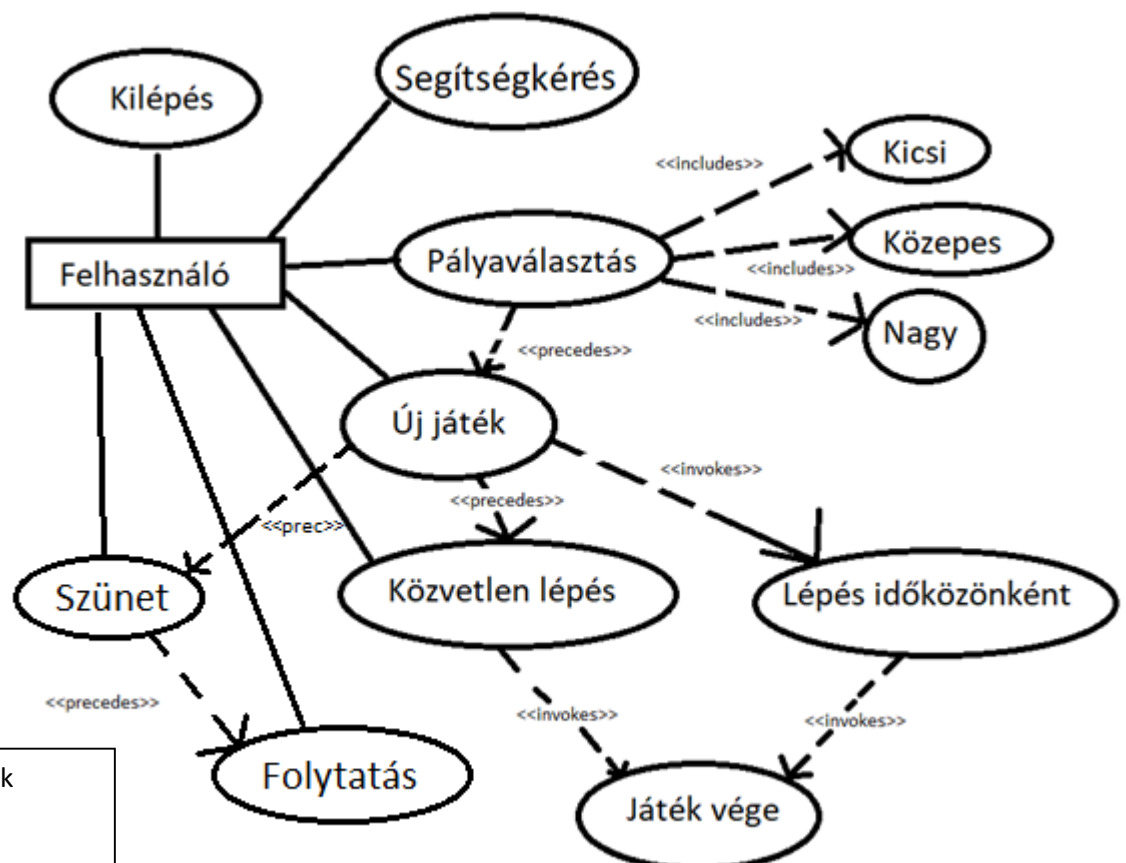 Kilépés
Segítségkérés
<<includes>>
Kicsi
Felhasználó
Pályaválasztás
Közepes
<<includes>>
<<includes>>
Nagy
<<precedes>>
Új játék
<<invokes>>
<<precedes>>
<<prec>>
Szünet
Közvetlen lépés
Lépés időközönként
<<precedes>>
<<invokes>>
<<invokes>>
Folytatás
k
Játék vége